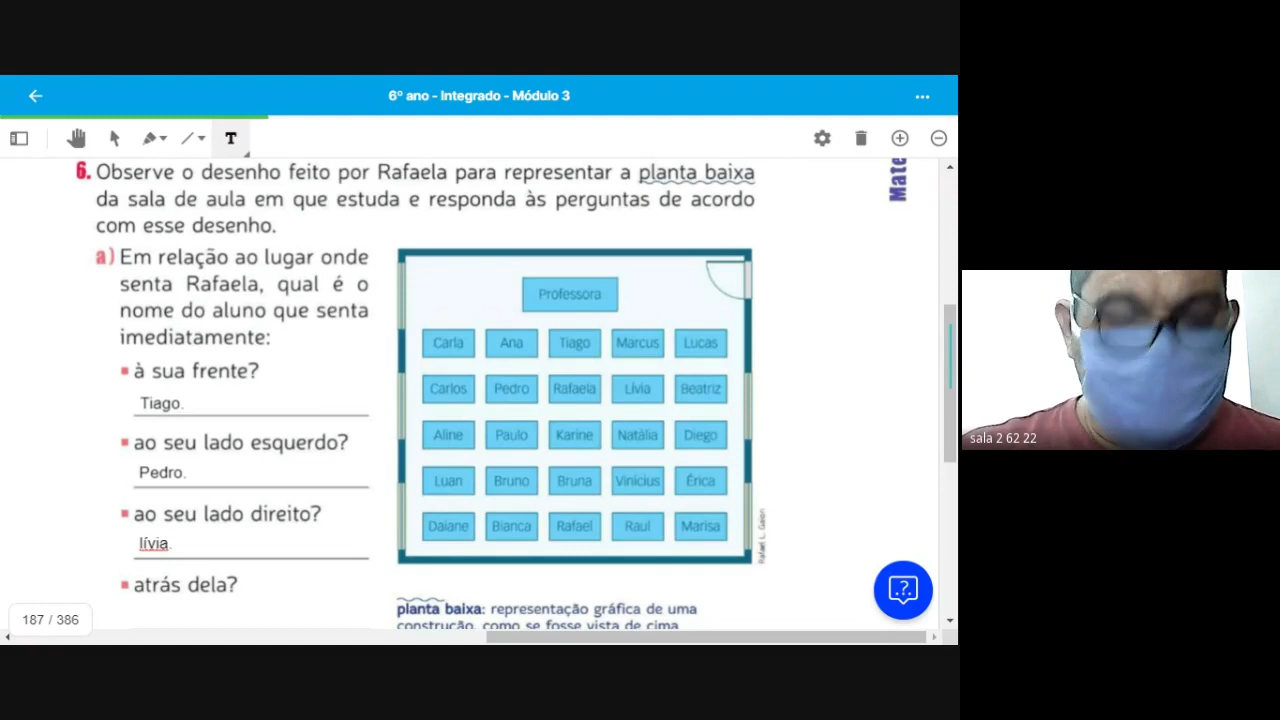 6º ano - Integrado - Módulo 3
T
6. Observe o desenho feito por Rafaela para representar a planta baixa
da sala de aula em que estuda e responda às perguntas de acordo
com esse desenho.
Mate
a) Em relação ao lugar onde
senta Rafaela, qual é o
nome do aluno que senta
imediatamente:
à sua frente?
Tiago.
ao seu lado esquerdo?
Pedro.
ao seu lado direito?
lívia.
atrás dela?
Professora
Carla Ana Tiago Marcus Lucas
Carlos Pedro Rafaela Lívia Beatriz
Aline Paulo Karine Natália Diego
Luan Bruno Bruna Vinícius Érica
Daiane Bianca Rafael Raul Marisa
Rafael L. Gaion
planta baixa: representação gráfica de uma
construção, como se fosse vista de cima
187 / 386
sala 2 62 22